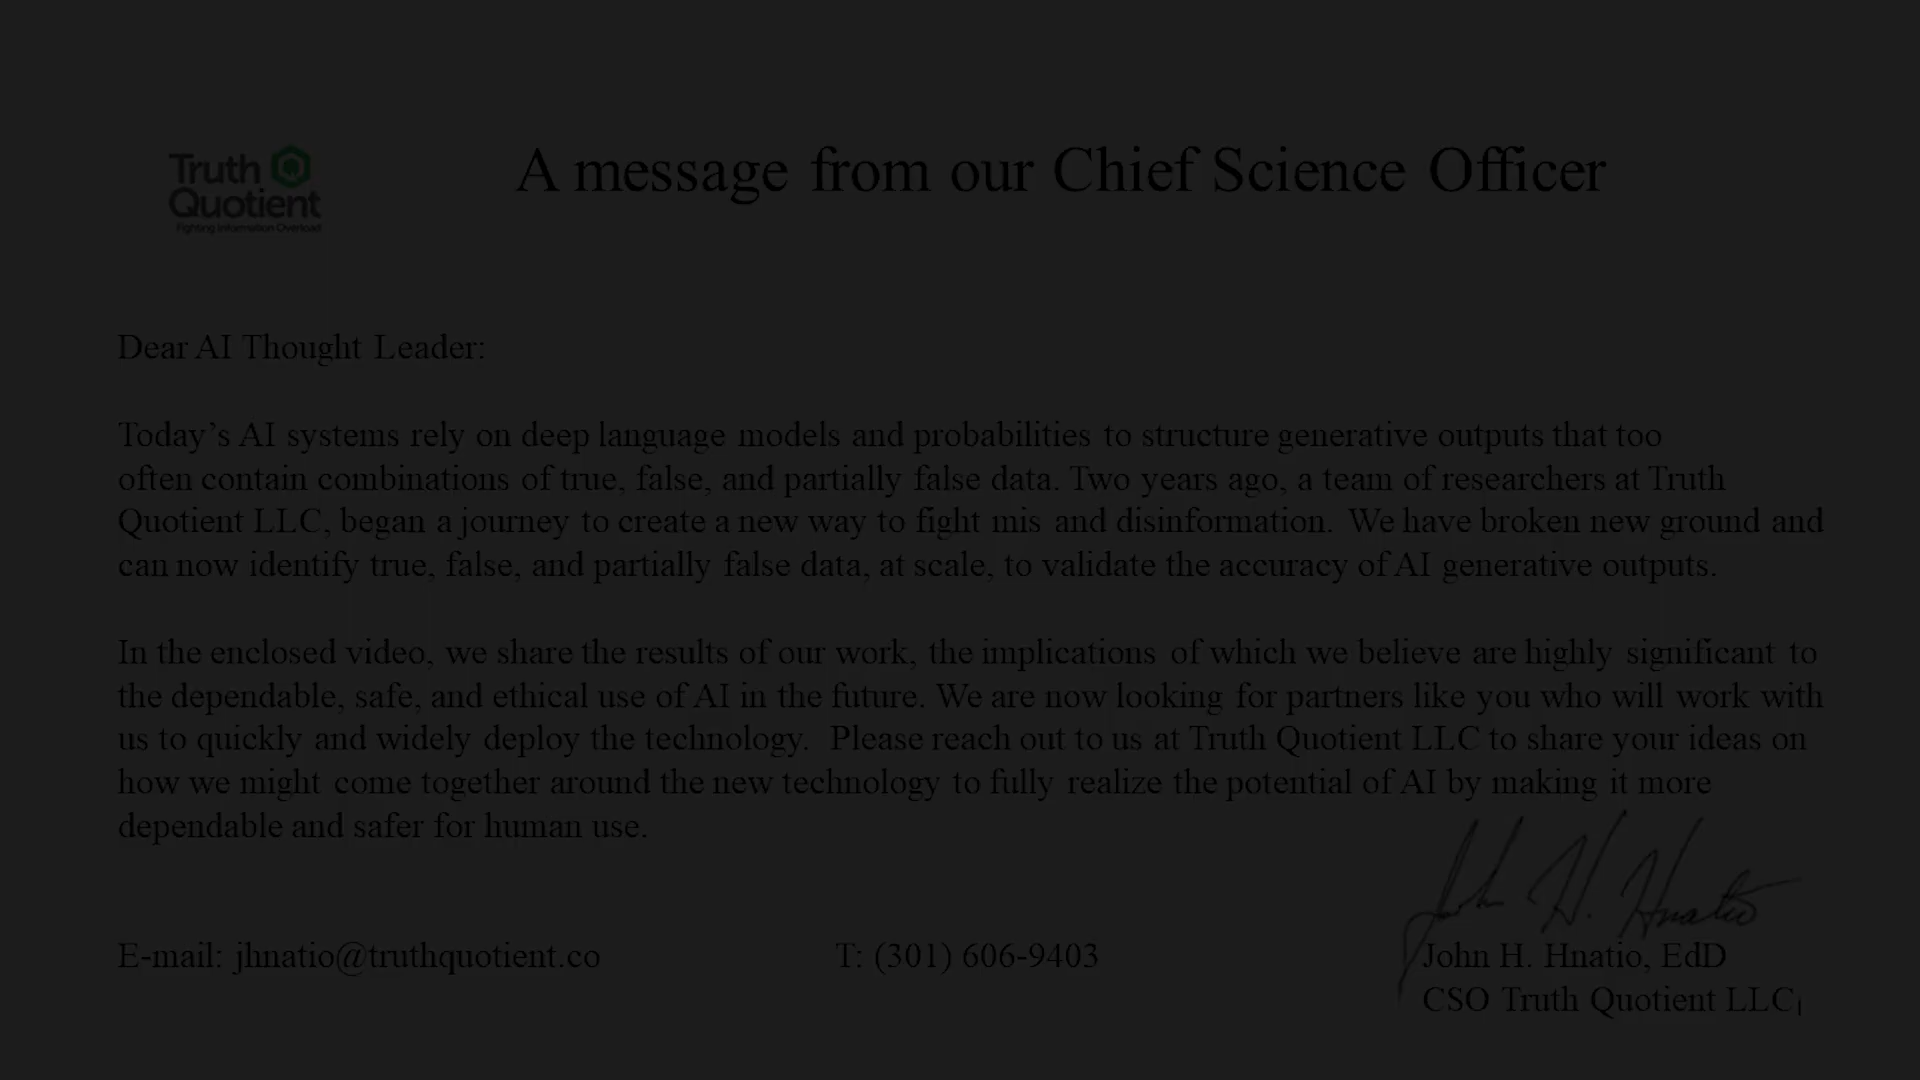 Truth
Quotient
Fighting Information Overload
A message from our Chief Science Officer
Dear AI Thought Leader:
Today’s AI systems rely on deep language models and probabilities to structure generative outputs that too
often contain combinations of true, false, and partially false data. Two years ago, a team of researchers at Truth
Quotient LLC, began a journey to create a new way to fight mis and disinformation. We have broken new ground and
can now identify true, false, and partially false data, at scale, to validate the accuracy of AI generative outputs.
In the enclosed video, we share the results of our work, the implications of which we believe are highly significant to
the dependable, safe, and ethical use of AI in the future. We are now looking for partners like you who will work with
us to quickly and widely deploy the technology. Please reach out to us at Truth Quotient LLC to share your ideas on
how we might come together around the new technology to fully realize the potential of AI by making it more
dependable and safer for human use.
John H. Hnatio
E-mail: jhnatio@truthquotient.co
T: (301) 606-9403
John H. Hnatio, EdD
CSO Truth Quotient LLC